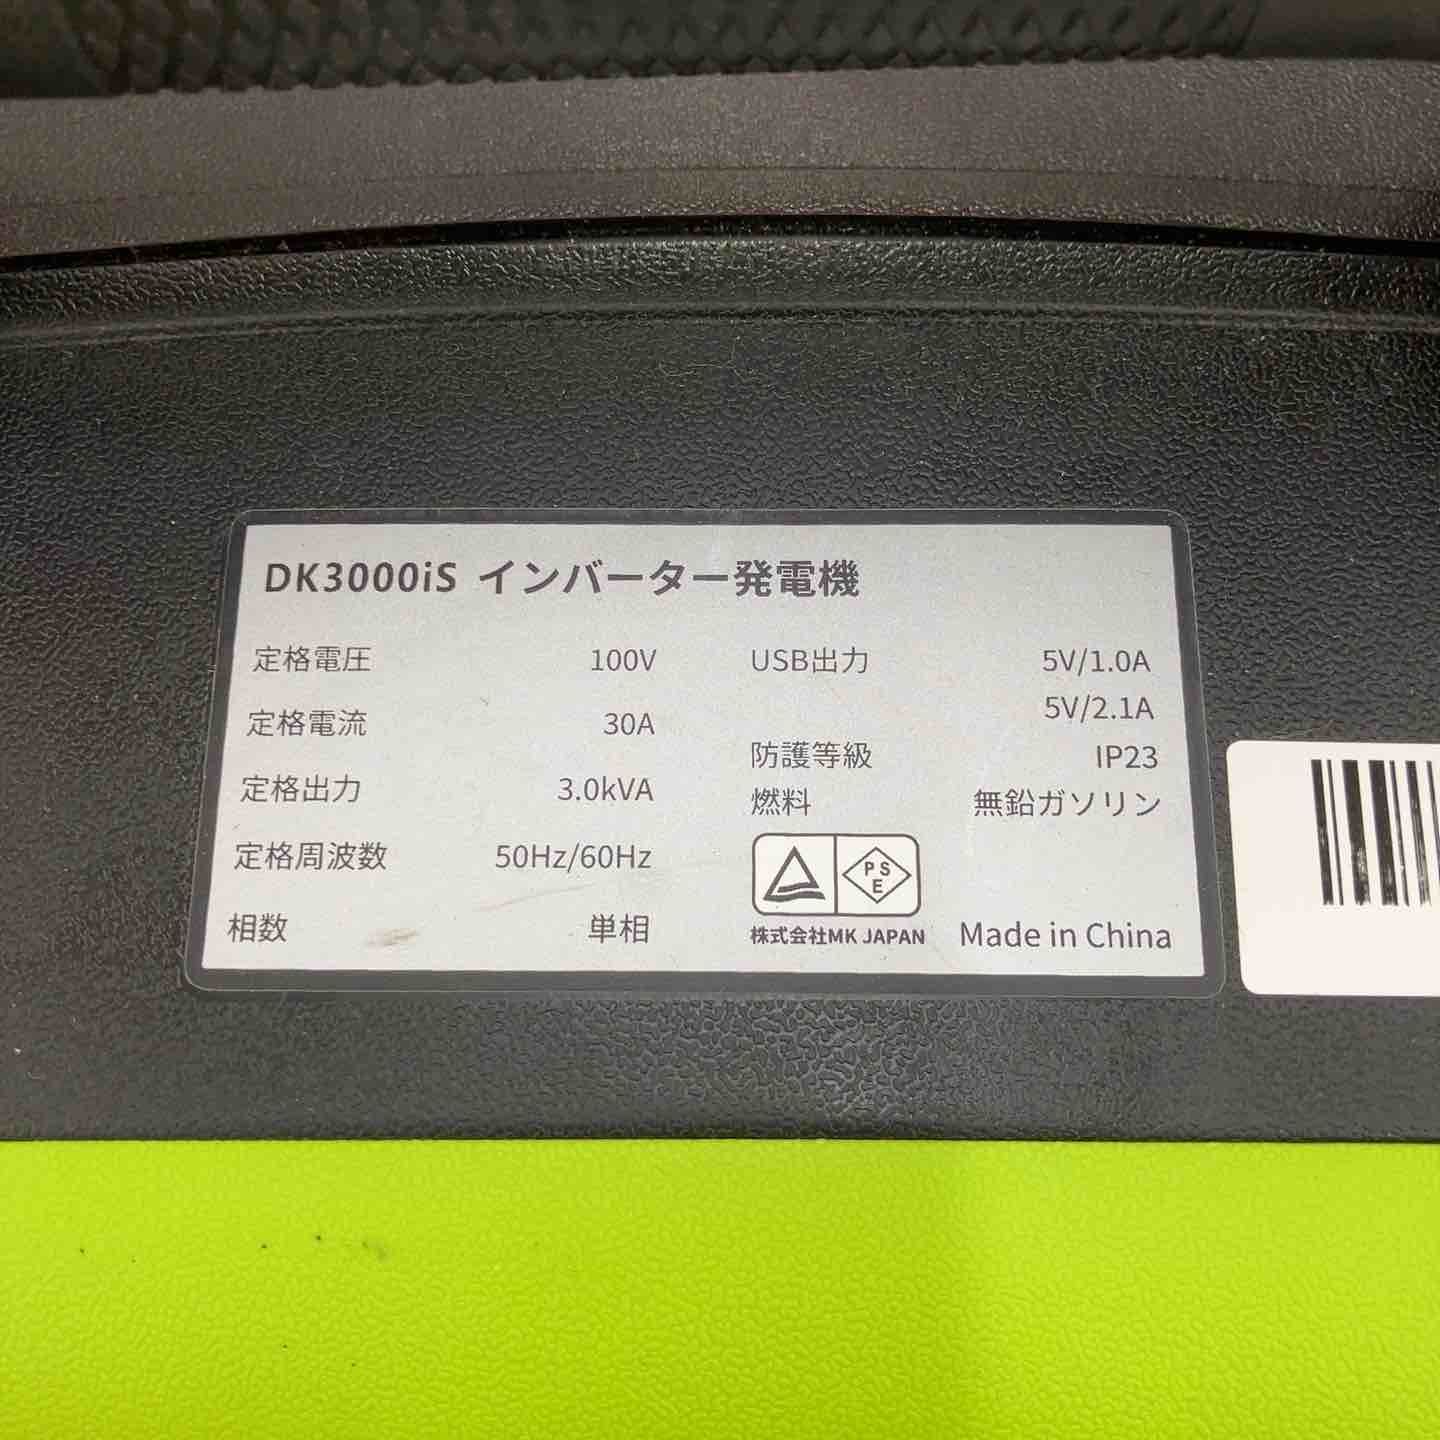 DK3000iS インバーター発電機
定格電圧 100V
定格電流 30A
定格出力 3.0kVA
定格周波数 50Hz/60Hz
相数 単相
USB出力 5V/1.0A
5V/2.1A
防護等級 IP23
燃料 無鉛ガソリン
PS
E
株式会社MK JAPAN
Made in China